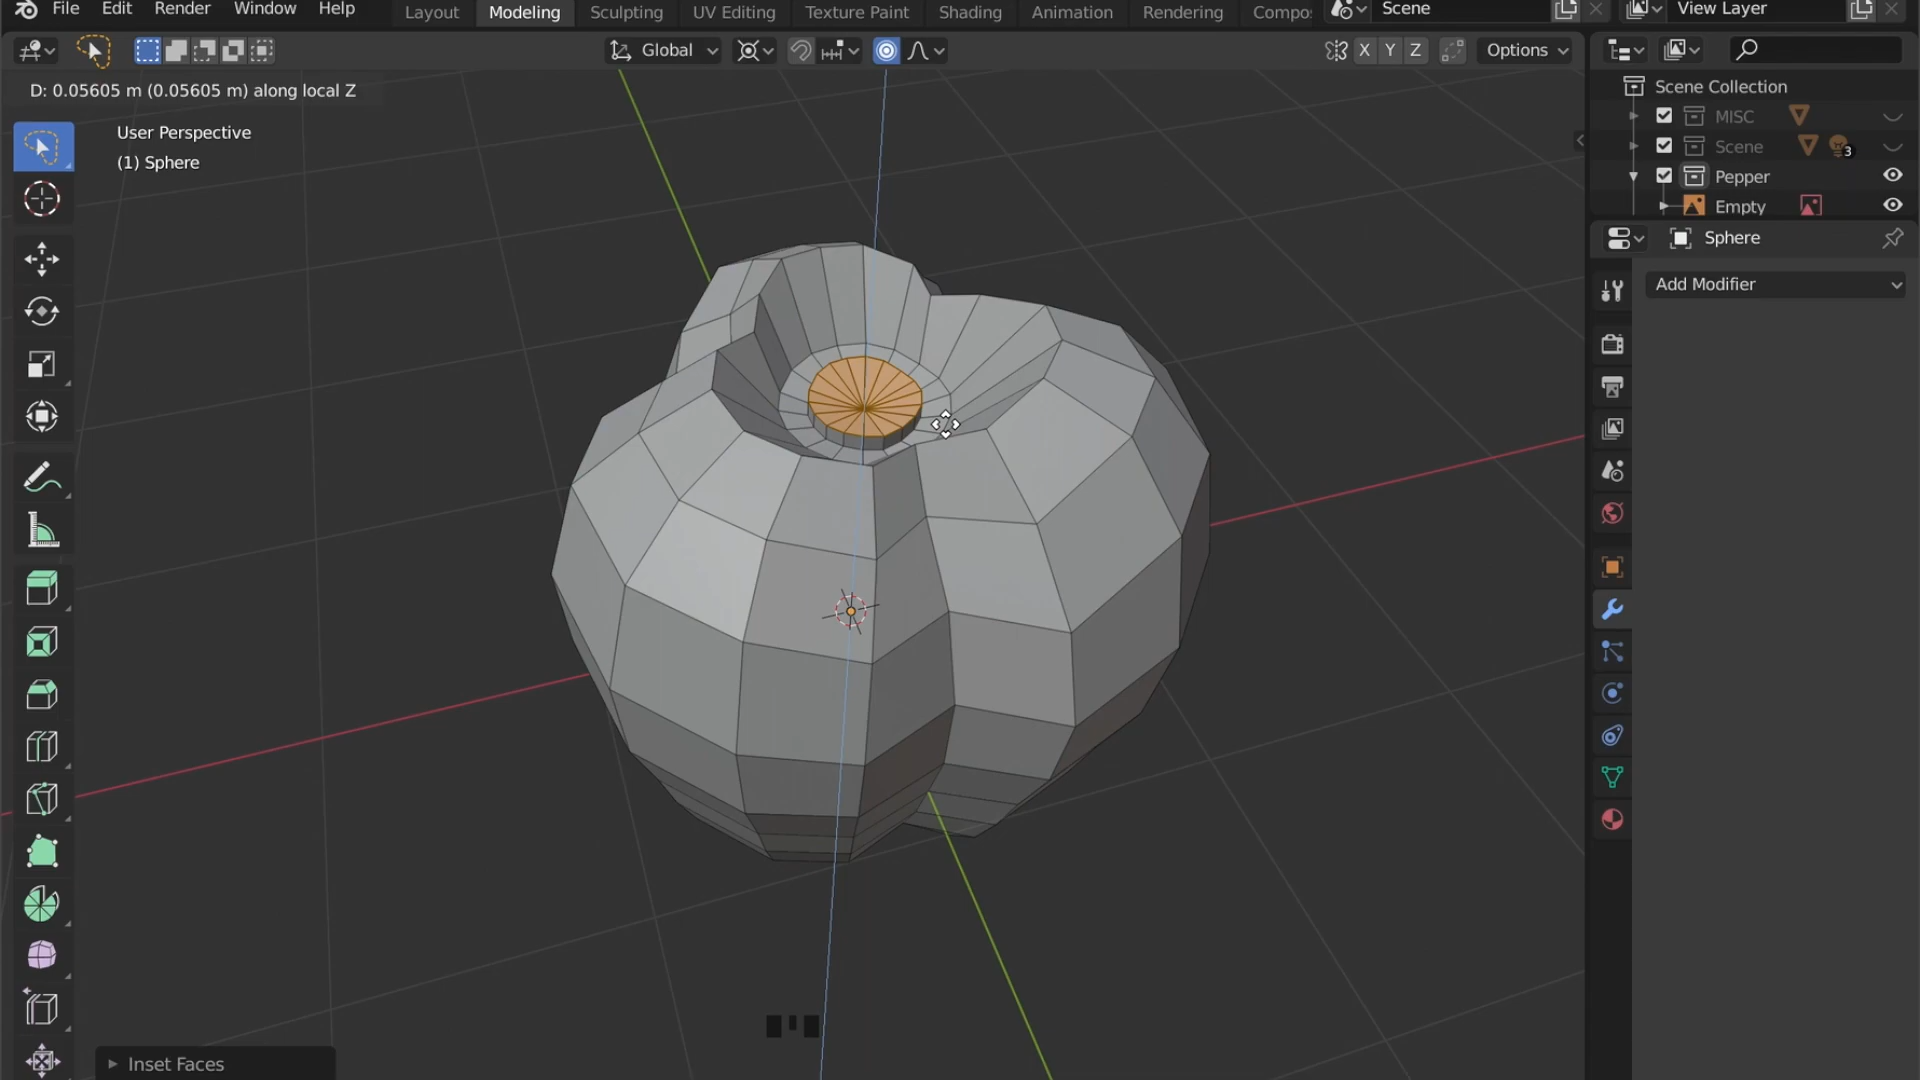 File Edit Render Window Help Layout Modeling Sculpting UV Editing Texture Paint Shading Animation Rendering Compo Scene View Layer
Global X Y Z Options
D: 0.05605 m (0.05605 m) along local Z
User Perspective
(1) Sphere
Scene Collection
MISC
Scene 3
Pepper
Empty
Sphere
Add Modifier
Inset Faces